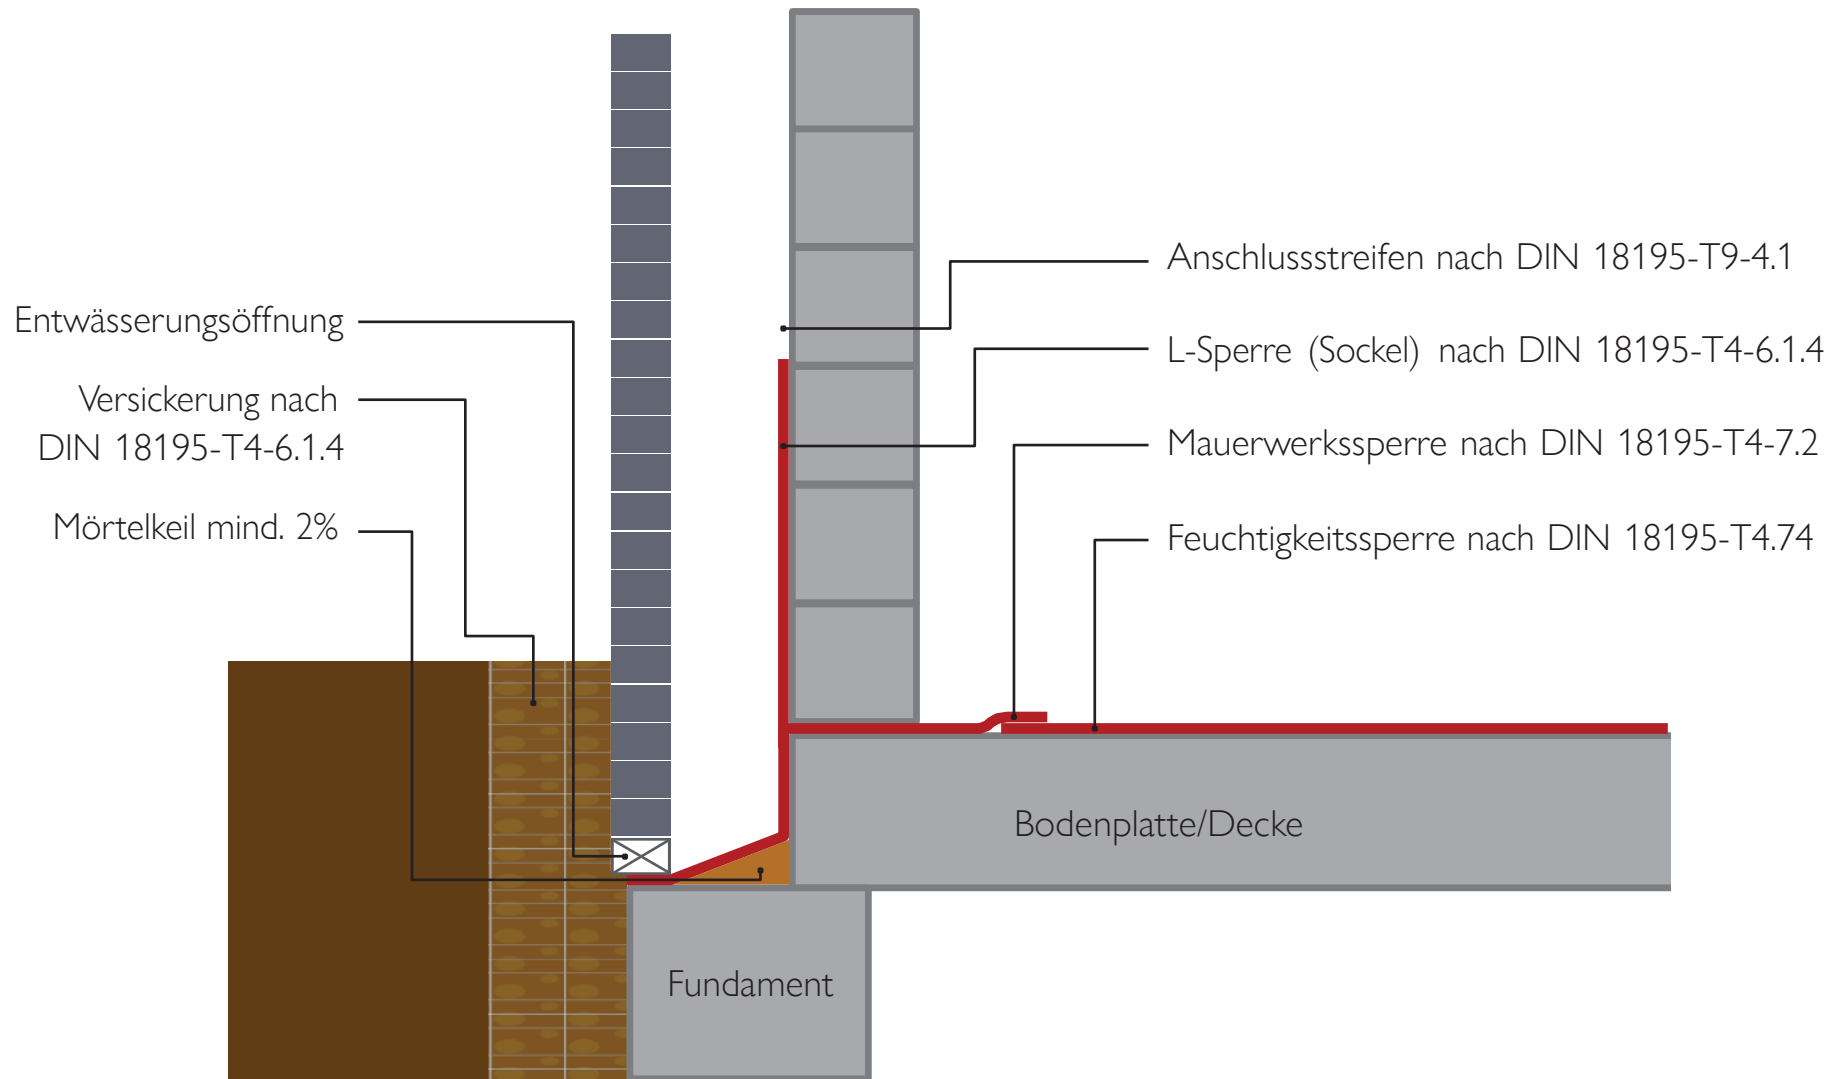 Entwässerungsöffnung
Versickerung nach
DIN 18195-T4-6.1.4
Mörtelkeil mind. 2%
Anschlussstreifen nach DIN 18195-T9-4.1
L-Sperre (Sockel) nach DIN 18195-T4-6.1.4
Mauerwerkssperre nach DIN 18195-T4-7.2
Feuchtigkeitssperre nach DIN 18195-T4.74
Bodenplatte/Decke
Fundament